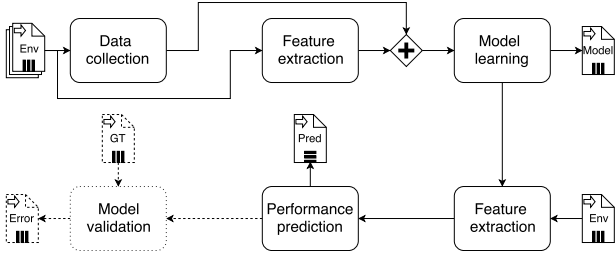 Env
Data
collection
Feature
extraction
Model
learning
Model
GT
Pred
Error
Model
validation
Performance
prediction
Feature
extraction
Env